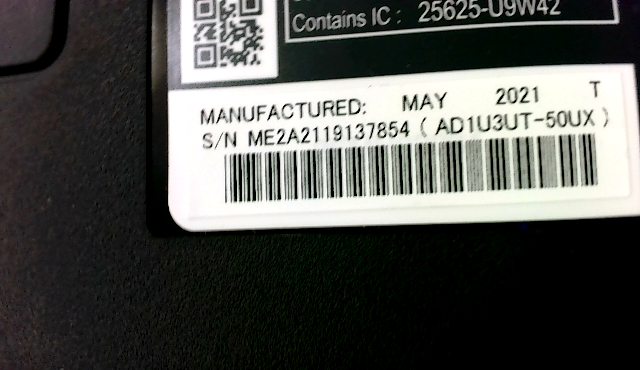 Contains IC : 25625-U9W42
MANUFACTURED: MAY 2021 T
S/N ME2A2119137854 ( AD1U3UT-50UX )